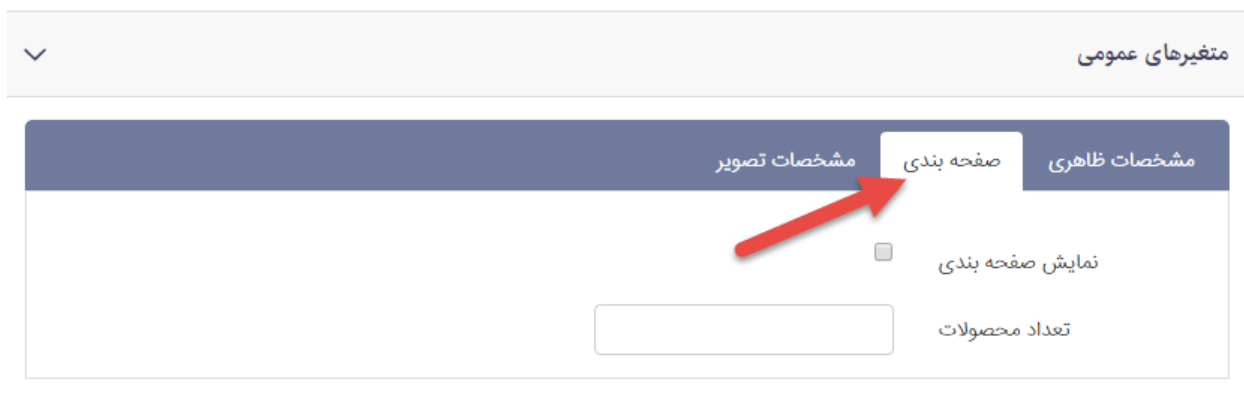 متغیرهای عمومی
مشخصات ظاهری صفحه بندی مشخصات تصویر
نمایش صفحه بندی
تعداد محصولات